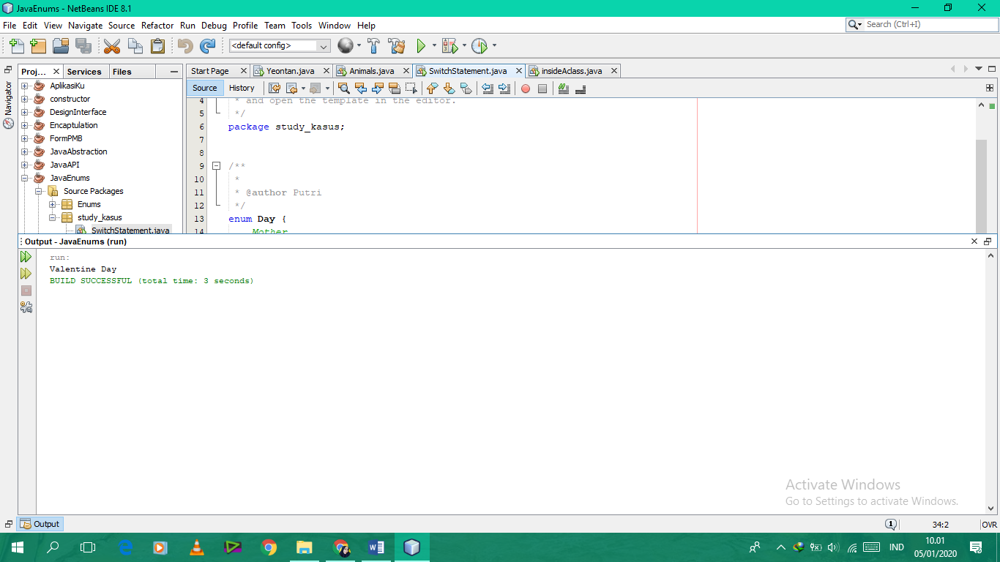 JavaEnums - NetBeans IDE 8.1
File Edit View Navigate Source Refactor Run Debug Profile Team Tools Window Help
Search (Ctrl+I)
<default config>
Proj... Services Files
Start Page Yeontan.java Animals.java SwitchStatement.java insideAclass.java
Navigator
AplikasiKu
constructor
DesignInterface
Encaptulation
FormPMB
JavaAbstraction
JavaAPI
JavaEnums
Source Packages
Enums
study_kasus
SwitchStatement.java
Source History
4 * and open the template in the editor.
5 */
6 package study_kasus;
7
8
9 /**
10 *
11 * @author Putri
12 */
13 enum Day {
14 Mother
Output - JavaEnums (run)
run:
Valentine Day
BUILD SUCCESSFUL (total time: 3 seconds)
Activate Windows
Go to Settings to activate Windows.
Output
1
34:2
OVR
IND
10.01
05/01/2020